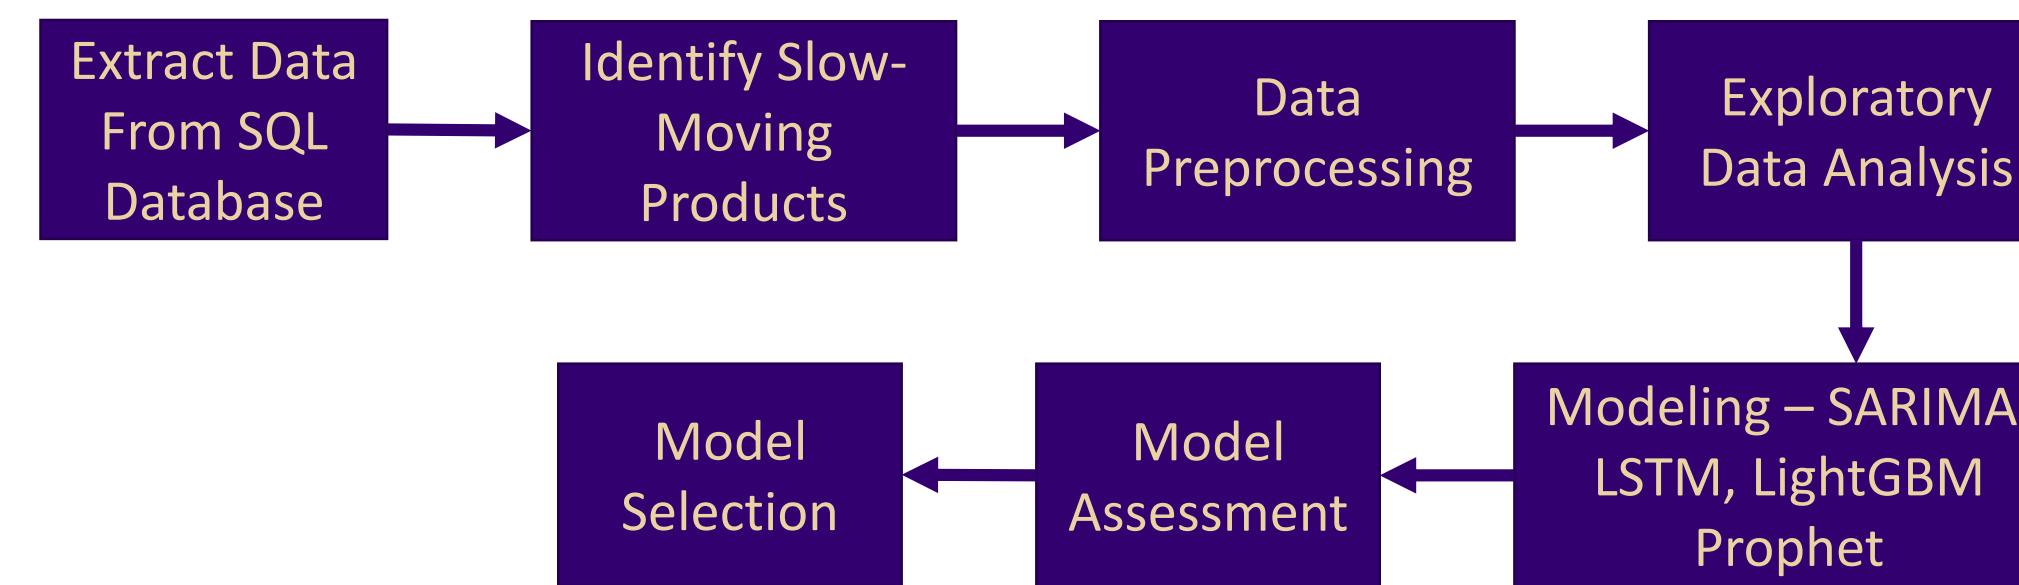 Extract Data
From SQL
Database
Identify Slow-
Moving
Products
Data
Preprocessing
Exploratory
Data Analysis
Modeling – SARIMA
LSTM, LightGBM
Prophet
Model
Assessment
Model
Selection